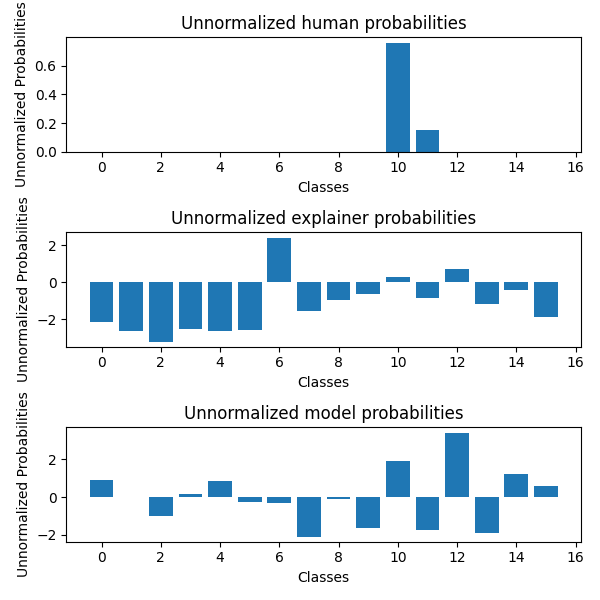 Unnormalized human probabilities
Unnormalized Probabilities
0.6
0.4
0.2
0.0
0 2 4 6 8 10 12 14 16
Classes
Unnormalized explainer probabilities
Unnormalized Probabilities
2
0
−2
0 2 4 6 8 10 12 14 16
Classes
Unnormalized model probabilities
Unnormalized Probabilities
2
0
−2
0 2 4 6 8 10 12 14 16
Classes